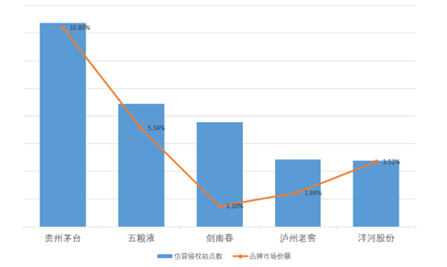 10.80%
5.34%
1.10%
1.84%
3.52%
贵州茅台 五粮液 剑南春 泸州老窖 洋河股份
仿冒侵权站点数 品牌市场份额